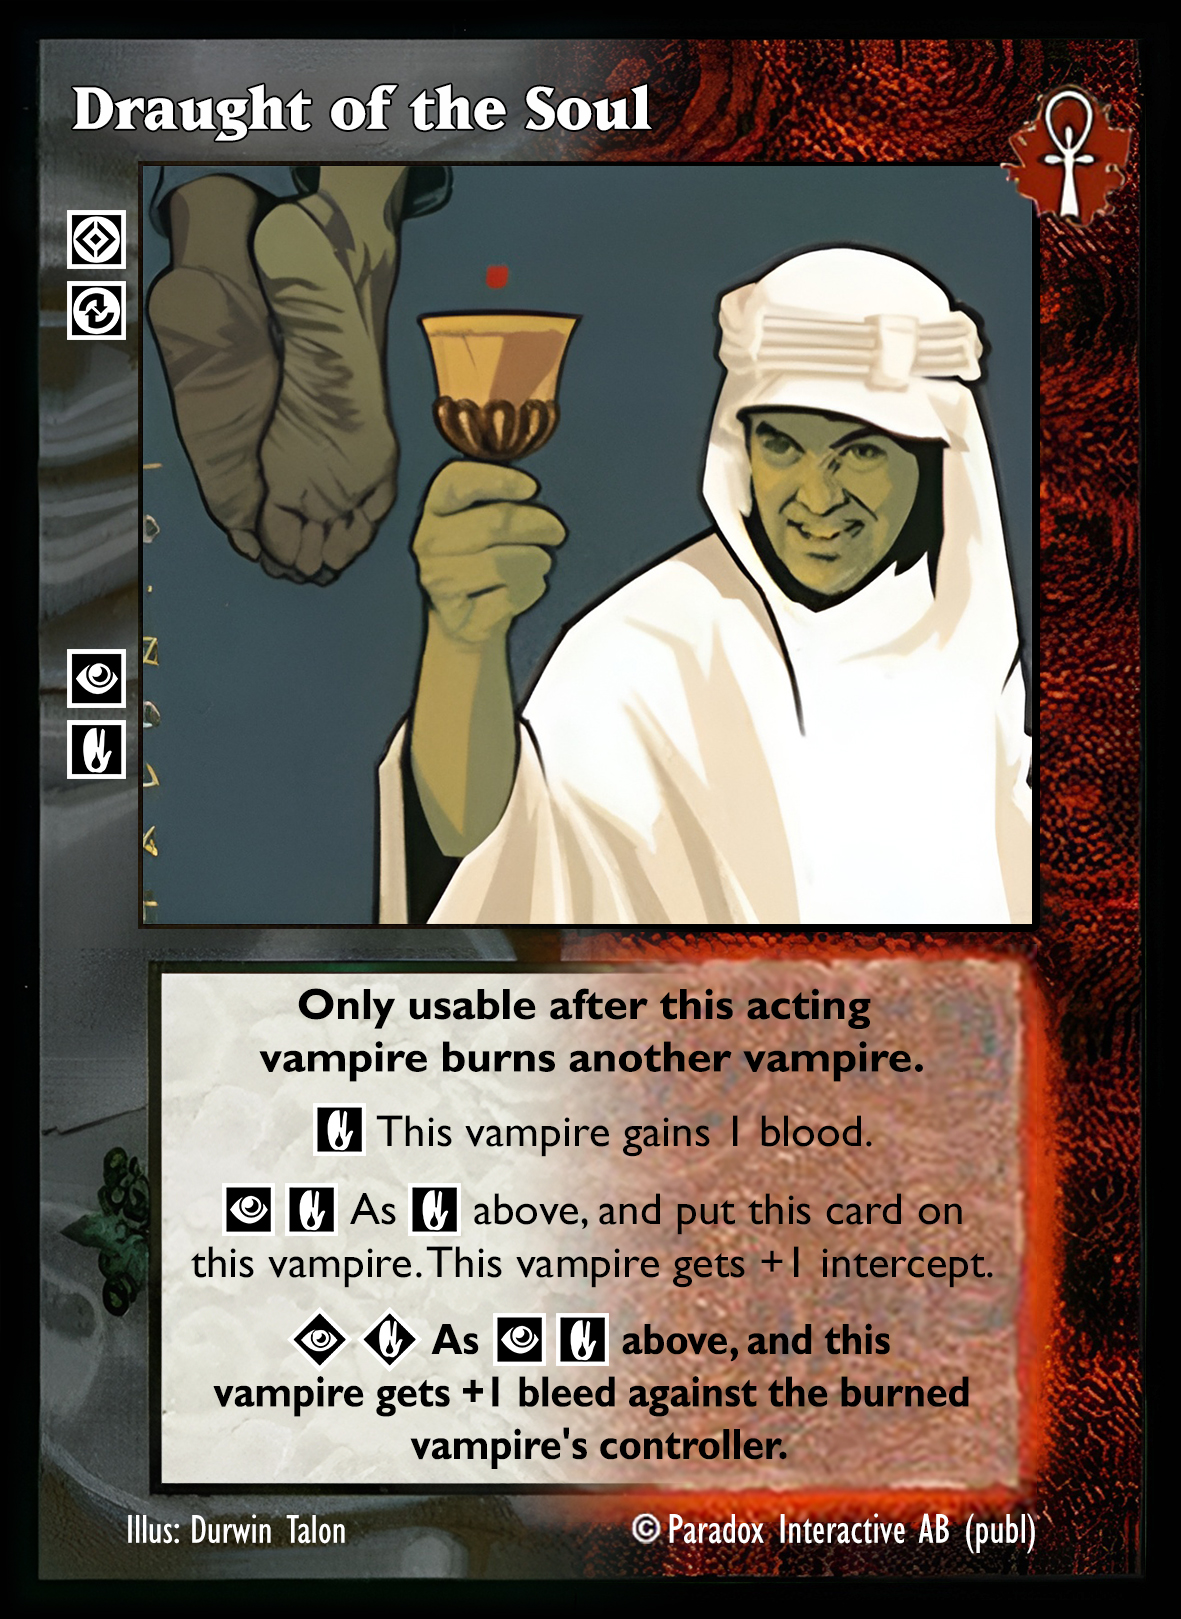 Draught of the Soul
Only usable after this acting
vampire burns another vampire.
This vampire gains 1 blood.
As above, and put this card on
this vampire. This vampire gets +1 intercept.
As above, and this
vampire gets +1 bleed against the burned
vampire's controller.
Illus: Durwin Talon
© Paradox Interactive AB (publ)